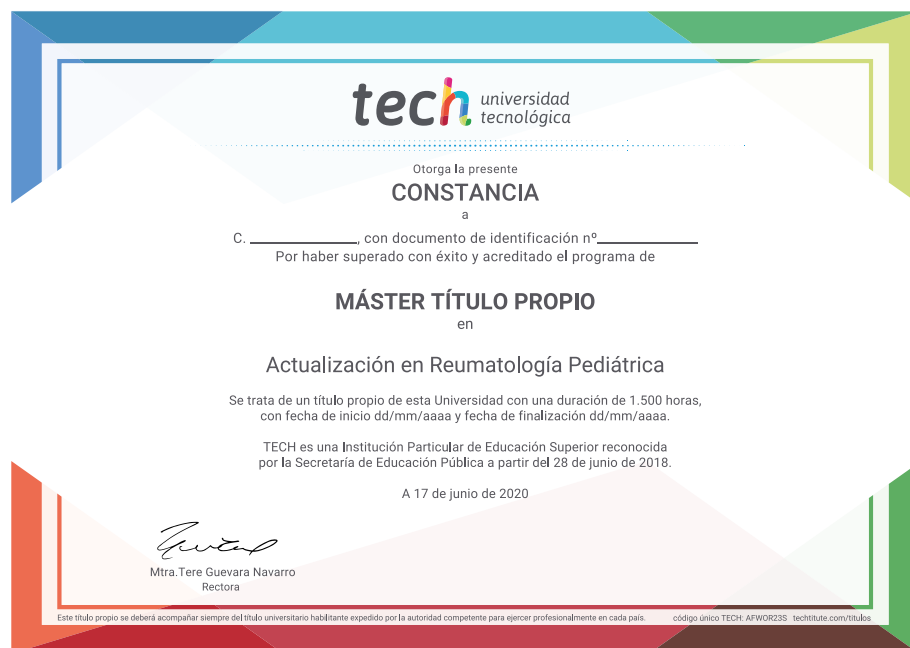 tech universidad
tecnológica
Otorga la presente
CONSTANCIA
a
C. ____________, con documento de identificación nº____________
Por haber superado con éxito y acreditado el programa de
MÁSTER TÍTULO PROPIO
en
Actualización en Reumatología Pediátrica
Se trata de un título propio de esta Universidad con una duración de 1.500 horas,
con fecha de inicio dd/mm/aaaa y fecha de finalización dd/mm/aaaa.
TECH es una Institución Particular de Educación Superior reconocida
por la Secretaría de Educación Pública a partir del 28 de junio de 2018.
A 17 de junio de 2020
Mtra.Tere Guevara Navarro
Rectora
Este título propio se deberá acompañar siempre del título universitario habilitante expedido por la autoridad competente para ejercer profesionalmente en cada país. código único TECH: AFWOR23S techtitute.com/titulos